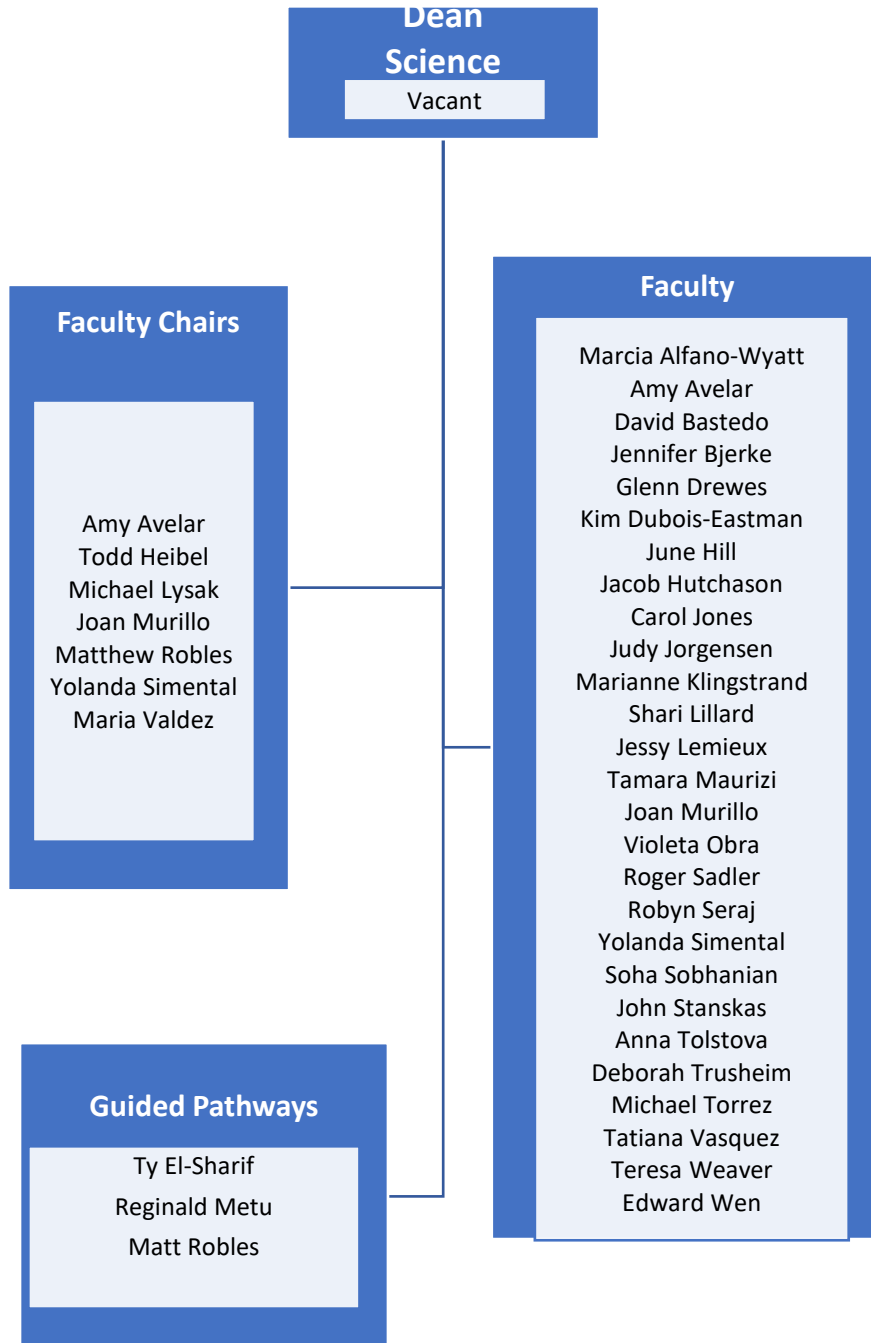 Dean
Science
Vacant
Faculty Chairs
Amy Avelar
Todd Heibel
Michael Lysak
Joan Murillo
Matthew Robles
Yolanda Simental
Maria Valdez
Faculty
Marcia Alfano-Wyatt
Amy Avelar
David Bastedo
Jennifer Bjerke
Glenn Drewes
Kim Dubois-Eastman
June Hill
Jacob Hutchason
Carol Jones
Judy Jorgensen
Marianne Klingstrand
Shari Lillard
Jessy Lemieux
Tamara Maurizi
Joan Murillo
Violeta Obra
Roger Sadler
Robyn Seraj
Yolanda Simental
Soha Sobhanian
John Stanskas
Anna Tolstova
Deborah Trusheim
Michael Torrez
Tatiana Vasquez
Teresa Weaver
Edward Wen
Guided Pathways
Ty El-Sharif
Reginald Metu
Matt Robles